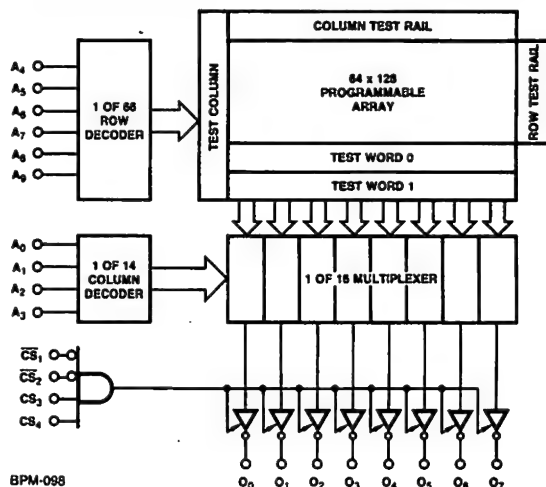 COLUMN TEST RAIL
A4
A5
A6
A7
A8
A9
1 OF 66
ROW
DECODER
TEST COLUMN
64 x 128
PROGRAMMABLE
ARRAY
ROW TEST RAIL
TEST WORD 0
TEST WORD 1
A0
A1
A2
A3
1 OF 14
COLUMN
DECODER
1 OF 16 MULTIPLEXER
C̅S̅1
C̅S̅2
CS3
CS4
BPM-098
O0 O1 O2 O3 O4 O5 O6 O7